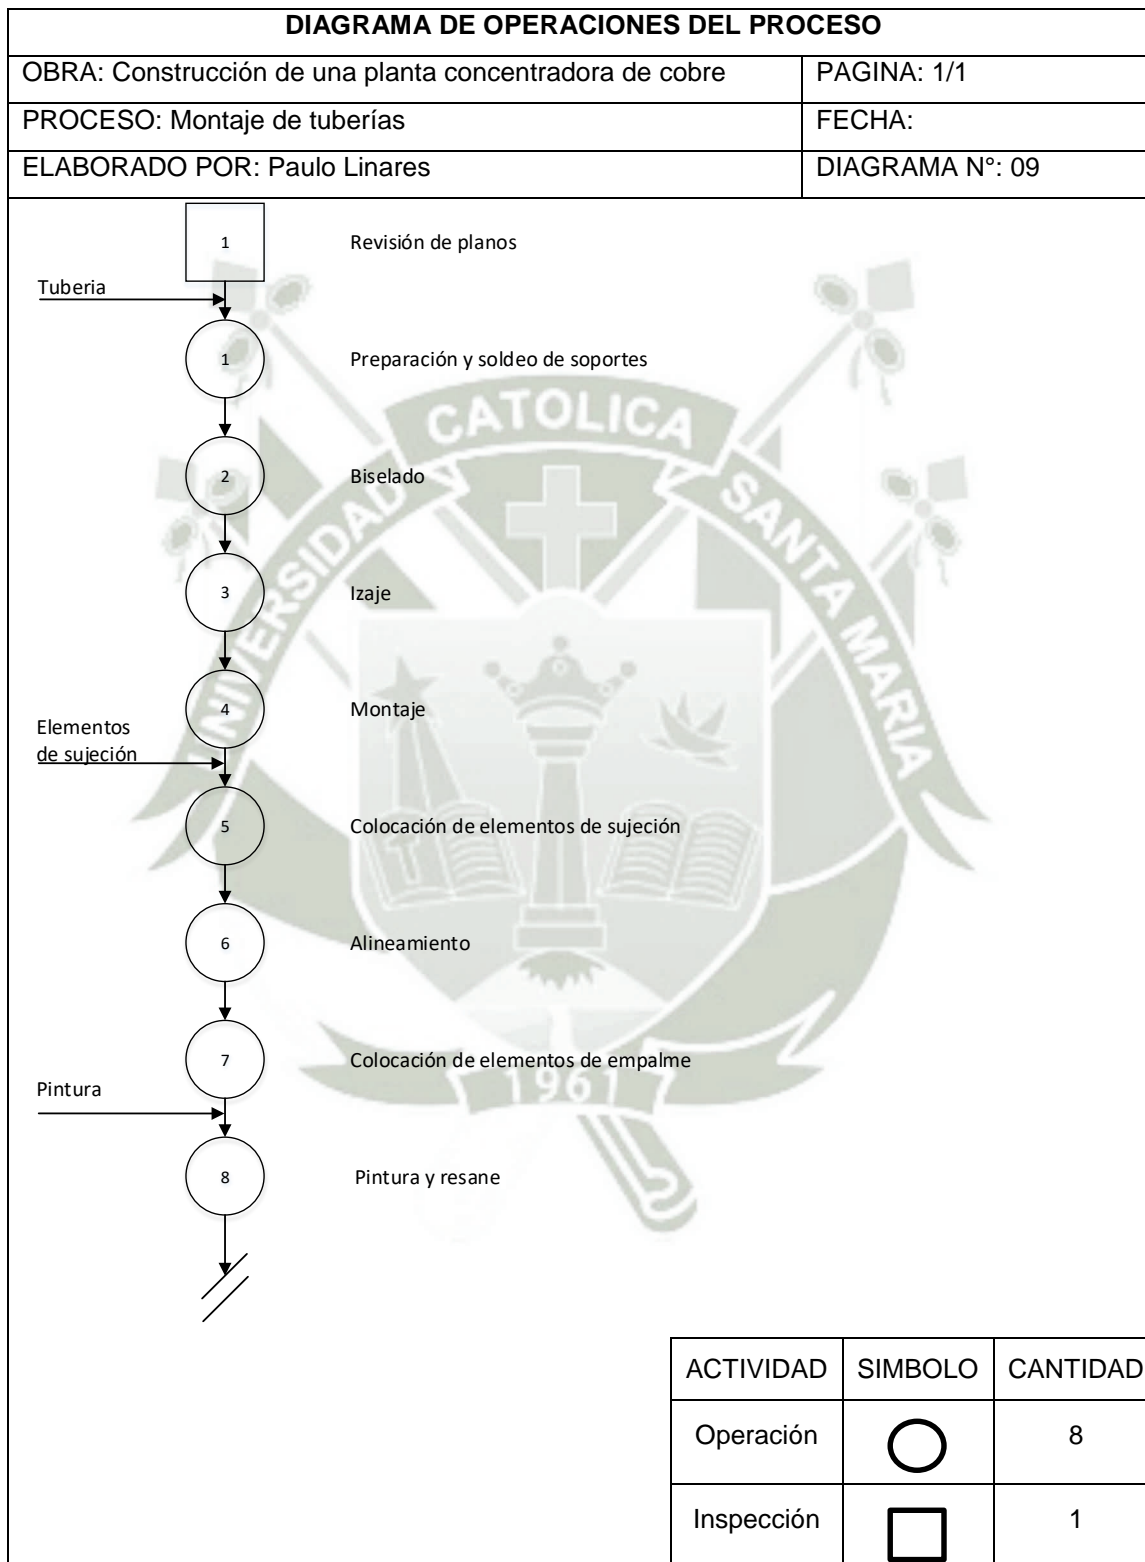 DIAGRAMA DE OPERACIONES DEL PROCESO
OBRA: Construcción de una planta concentradora de cobre
PAGINA: 1/1
PROCESO: Montaje de tuberías
FECHA:
ELABORADO POR: Paulo Linares
DIAGRAMA N°: 09
1
Revisión de planos
Tuberia
1
Preparación y soldeo de soportes
2
Biselado
3
Izaje
4
Montaje
Elementos
de sujeción
5
Colocación de elementos de sujeción
6
Alineamiento
7
Colocación de elementos de empalme
Pintura
8
Pintura y resane
UNIVERSIDAD CATOLICA SANTA MARIA
1961
ACTIVIDAD
SIMBOLO
CANTIDAD
Operación
8
Inspección
1